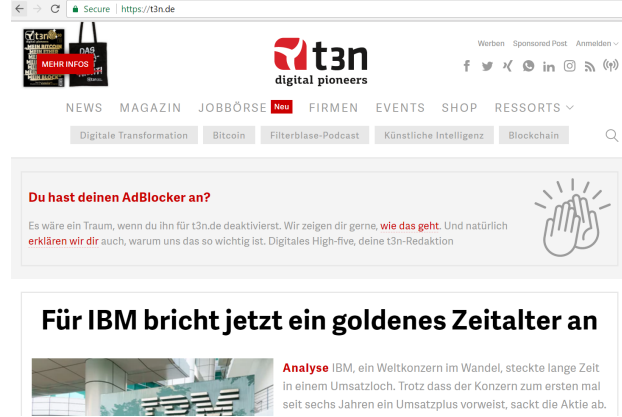 Secure https://t3n.de
MEIN BITCOIN
MEHR INFOS
DAS
t3n
digital pioneers
Werben Sponsored Post Anmelden
NEWS MAGAZIN JOBBÖRSE Neu FIRMEN EVENTS SHOP RESSORTS
Digitale Transformation Bitcoin Filterblase-Podcast Künstliche Intelligenz Blockchain
Du hast deinen AdBlocker an?
Es wäre ein Traum, wenn du ihn für t3n.de deaktivierst. Wir zeigen dir gerne, wie das geht. Und natürlich
erklären wir dir auch, warum uns das so wichtig ist. Digitales High-five, deine t3n-Redaktion
Für IBM bricht jetzt ein goldenes Zeitalter an
IBM
Analyse IBM, ein Weltkonzern im Wandel, steckte lange Zeit
in einem Umsatzloch. Trotz dass der Konzern zum ersten mal
seit sechs Jahren ein Umsatzplus vorweist, sackt die Aktie ab.